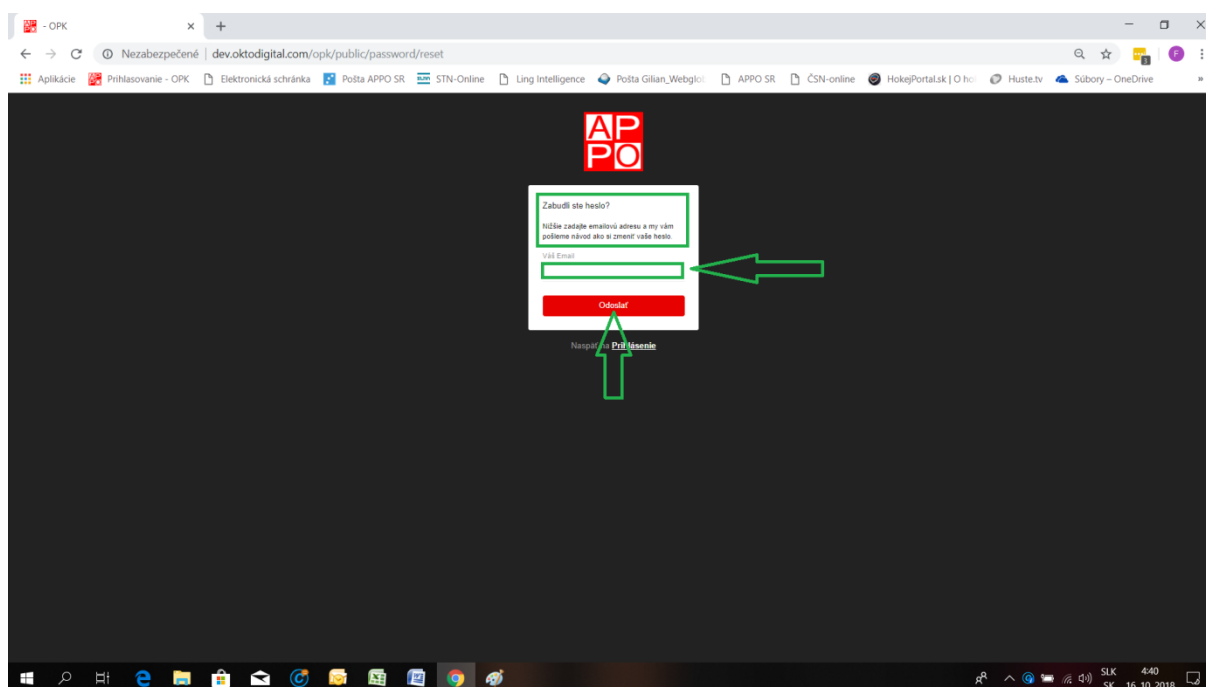 - OPK
Nezabezpečené | dev.oktodigital.com/opk/public/password/reset
Aplikácie Prihlasovanie - OPK Elektronická schránka Pošta APPO SR STN-Online Ling Intelligence Pošta Gilian_Webglo APPO SR ČSN-online HokejPortal.sk | O ho Huste.tv Súbory – OneDrive »
AP
PO
Zabudli ste heslo?
Nižšie zadajte emailovú adresu a my vám
pošleme návod ako si zmeniť vaše heslo.
Váš Email
Odoslať
Naspäť na Prihlásenie
SLK 4:40
SK 16.10.2018